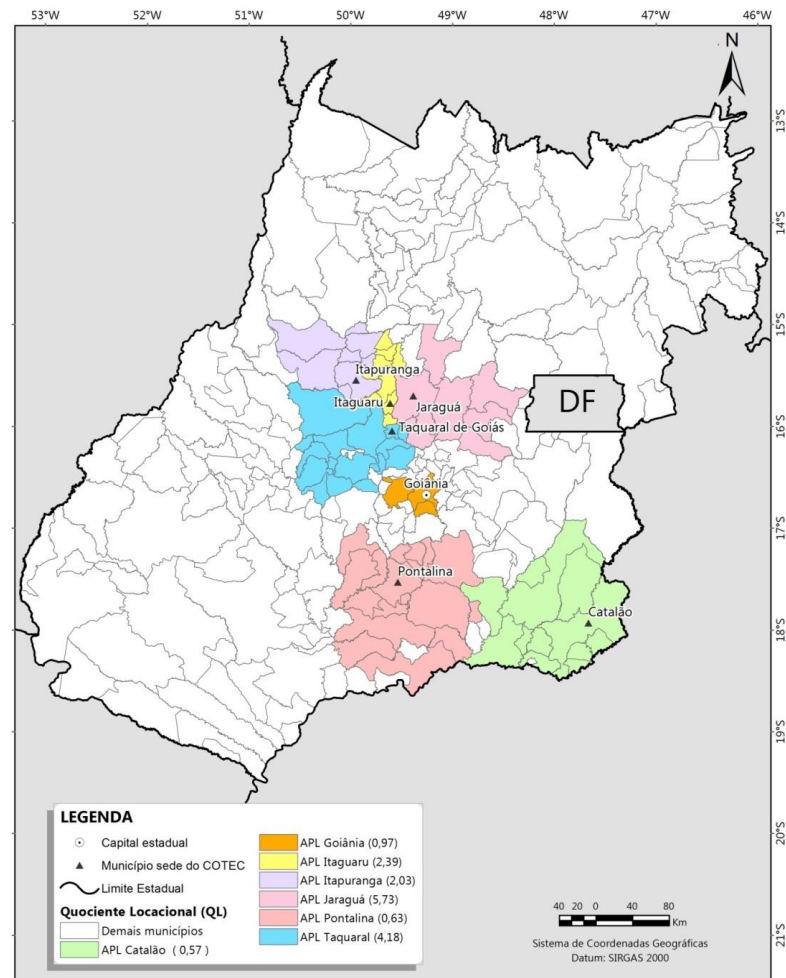 53°W
52°W
51°W
50°W
49°W
48°W
47°W
46°W
N
13°S
14°S
15°S
Itapuranga
Itaguaru
Jaraguá
DF
Taquaral de Goiás
16°S
Goiânia
17°S
Pontalina
Catalão
18°S
19°S
20°S
21°S
LEGENDA
Capital estadual
Município sede do COTEC
Limite Estadual
Quociente Locacional (QL)
Demais municípios
APL Catalão ( 0,57)
APL Goiânia (0,97)
APL Itaguaru (2,39)
APL Itapuranga (2,03)
APL Jaraguá (5,73)
APL Pontalina (0,63)
APL Taquaral (4,18)
40 20 0 40 80
Km
Sistema de Coordenadas Geográficas
Datum: SIRGAS 2000